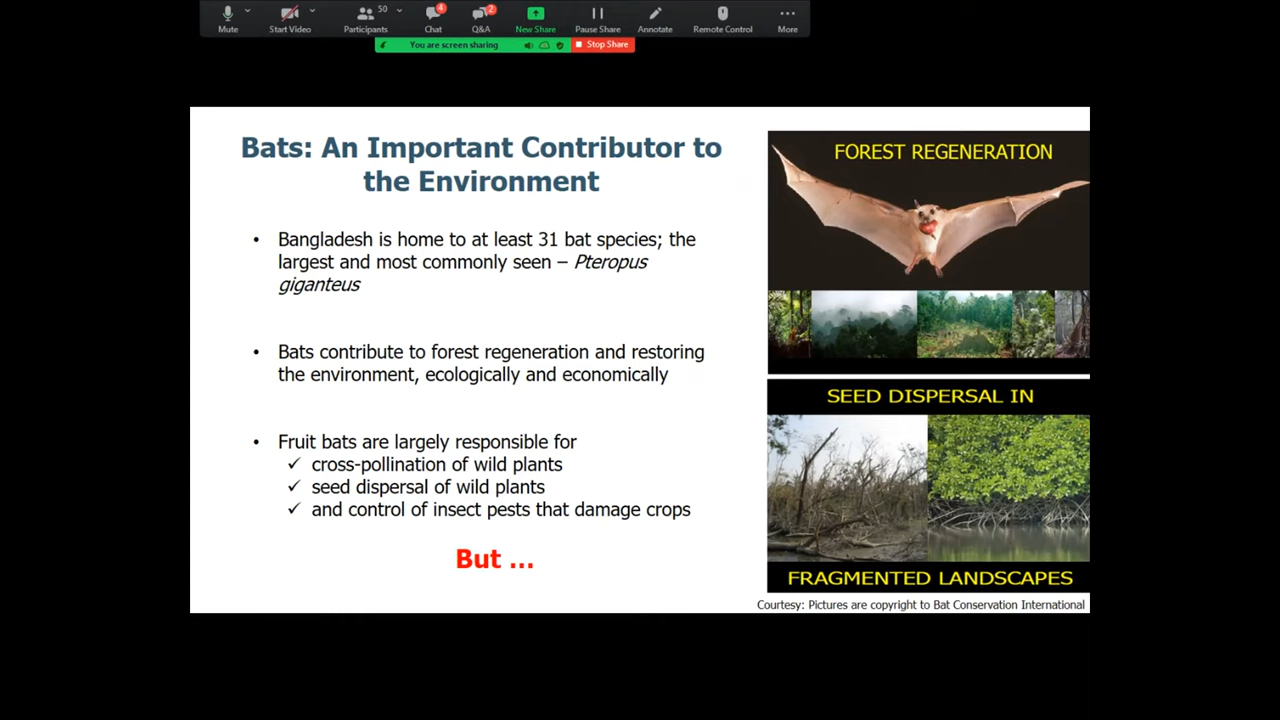 50
4
2
Mute
Start Video
Participants
Chat
Q&A
New Share
Pause Share
Annotate
Remote Control
More
You are screen sharing
Stop Share
Bats: An Important Contributor to
the Environment
• Bangladesh is home to at least 31 bat species; the
largest and most commonly seen – Pteropus
giganteus
• Bats contribute to forest regeneration and restoring
the environment, ecologically and economically
• Fruit bats are largely responsible for
✓ cross-pollination of wild plants
✓ seed dispersal of wild plants
✓ and control of insect pests that damage crops
But ...
FOREST REGENERATION
SEED DISPERSAL IN
FRAGMENTED LANDSCAPES
Courtesy: Pictures are copyright to Bat Conservation International